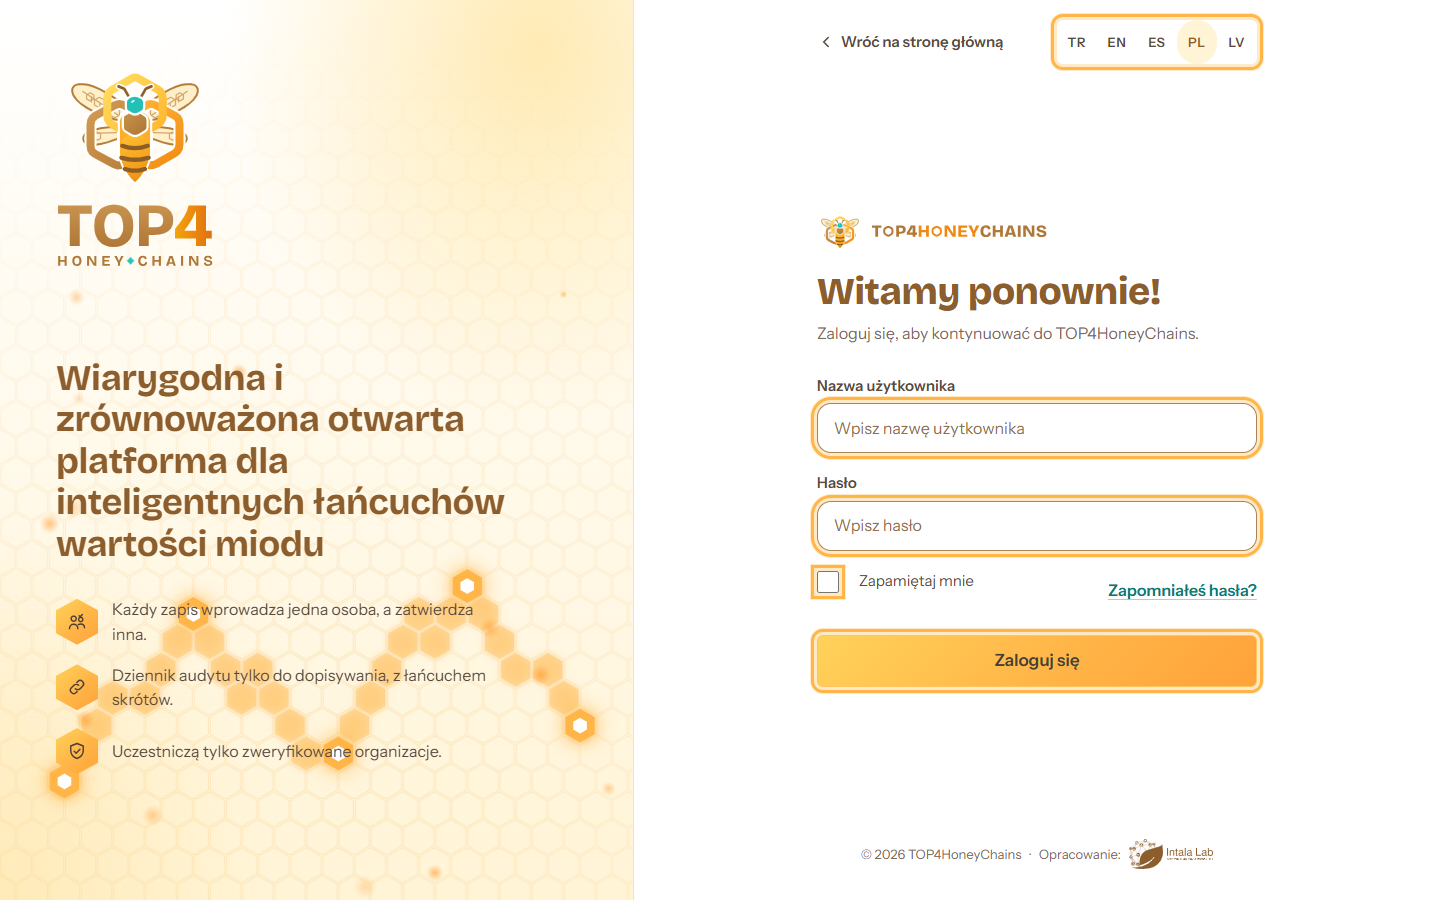 TOP4
HONEY CHAINS
Wiarygodna i
zrównoważona otwarta
platforma dla
inteligentnych łańcuchów
wartości miodu
Każdy zapis wprowadza jedna osoba, a zatwierdza
inna.
Dziennik audytu tylko do dopisywania, z łańcuchem
skrótów.
Uczestniczą tylko zweryfikowane organizacje.
Wróć na stronę główną
TR EN ES PL LV
TOP4HONEYCHAINS
Witamy ponownie!
Zaloguj się, aby kontynuować do TOP4HoneyChains.
Nazwa użytkownika
Wpisz nazwę użytkownika
Hasło
Wpisz hasło
Zapamiętaj mnie
Zapomniałeś hasła?
Zaloguj się
© 2026 TOP4HoneyChains · Opracowanie:
Intala Lab